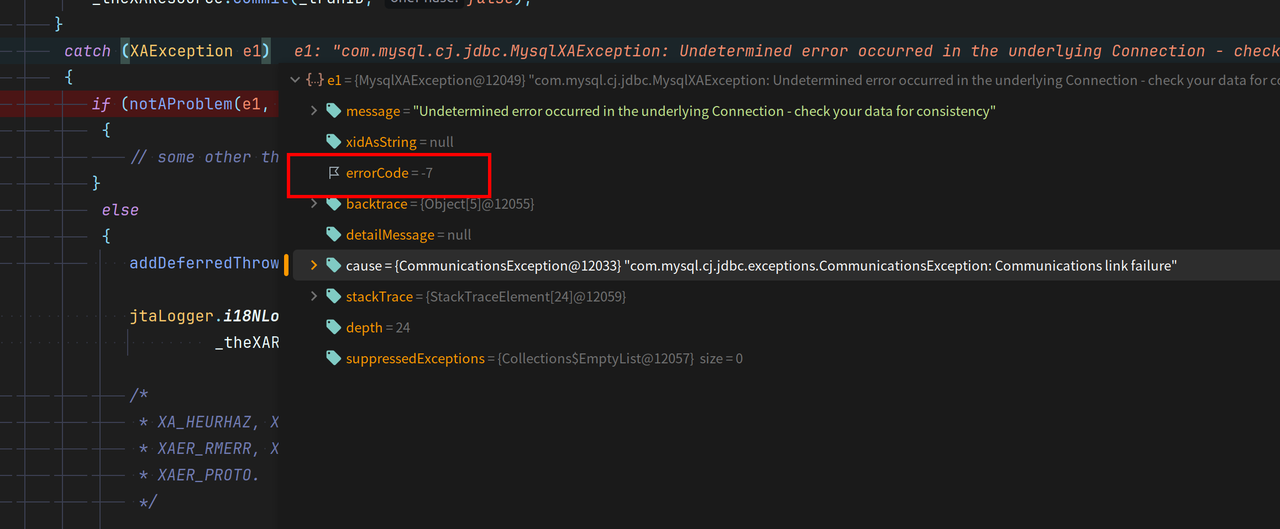 _theXAResource.commit(_tranID, onePhase: false);
}
catch (XAException e1) e1: "com.mysql.cj.jdbc.MysqlXAException: Undetermined error occurred in the underlying Connection - check
{ {..} e1 = {MysqlXAException@12049} "com.mysql.cj.jdbc.MysqlXAException: Undetermined error occurred in the underlying Connection - check your data for co
if (notAProblem(e1, message = "Undetermined error occurred in the underlying Connection - check your data for consistency"
{ xidAsString = null
// some other th
errorCode = -7
}
backtrace = {Object[5]@12055}
else
{ detailMessage = null
addDeferredThrow cause = {CommunicationsException@12033} "com.mysql.cj.jdbc.exceptions.CommunicationsException: Communications link failure"
stackTrace = {StackTraceElement[24]@12059}
jtaLogger.i18NLo
depth = 24
_theXAR
suppressedExceptions = {Collections$EmptyList@12057} size = 0
/*
* XA_HEURHAZ, X
* XAER_RMERR, X
* XAER_PROTO.
*/